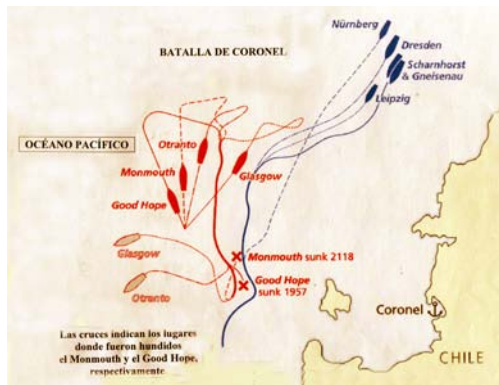 Nürnberg
BATALLA DE CORONEL
Dresden
Scharnhorst
& Gneisenau
Leipzig
OCÉANO PACÍFICO
Otranto
Monmouth
Glasgow
Good Hope
Glasgow
Monmouth sunk 2118
Otranto
Good Hope
sunk 1957
Coronel
Las cruces indican los lugares
donde fueron hundidos
el Monmouth y el Good Hope,
respectivamente
CHILE